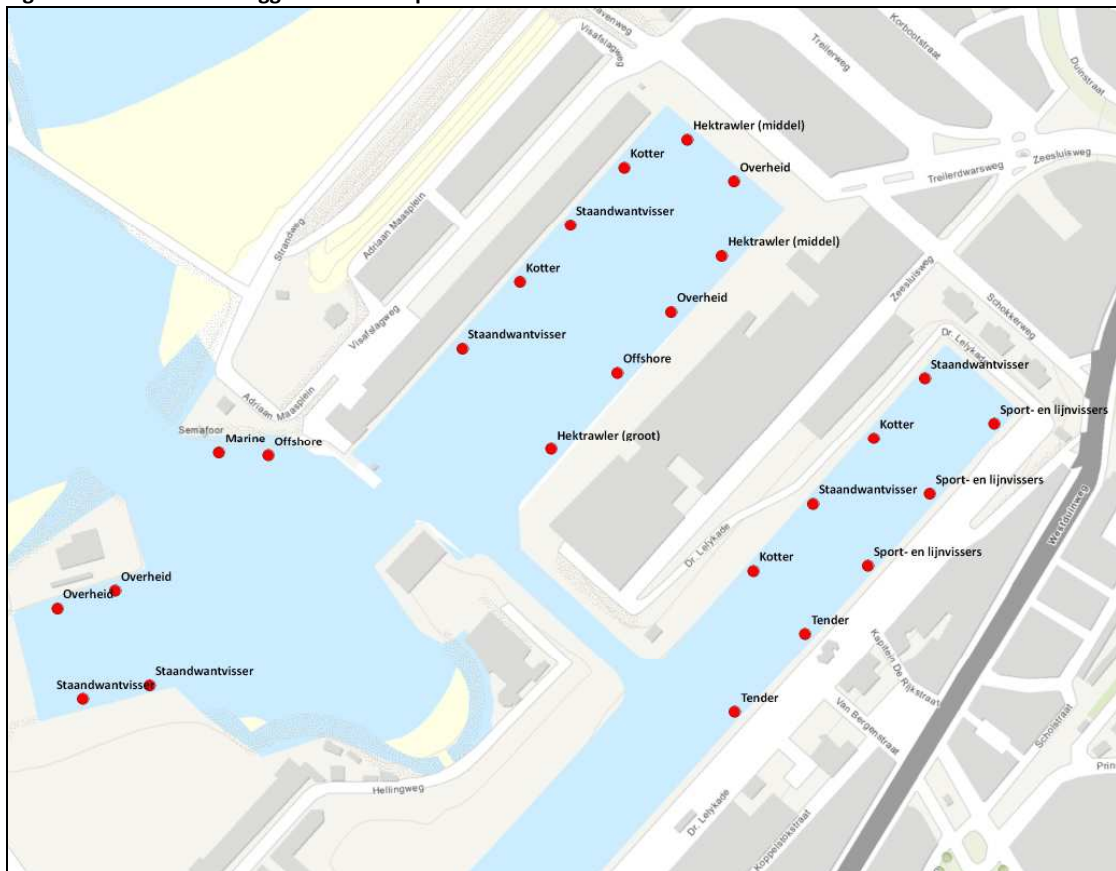 Visafslagweg
Korbootstraat
Treilerweg
Duinstraat
Hektrawler (middel)
Kotter
Overheid
Zeesluisweg
Treilerdwarsweg
Strandweg
Adriaan Maasplein
Staandwantvisser
Hektrawler (middel)
Kotter
Zeesluisweg
Overheid
Schokkerweg
Visafslagweg
Staandwantvisser
Dr. Lelykade
Offshore
Staandwantvisser
Adriaan Maasplein
Sport- en lijnvissers
Semafoor
Kotter
Hektrawler (groot)
Marine
Offshore
Sport- en lijnvissers
Staandwantvisser
Westduinweg
Dr. Lelykade
Sport- en lijnvissers
Kotter
Overheid
Overheid
Tender
Kapitein De Rijkstraat
Staandwantvisser
Staandwantvisser
Tender
Van Bergenstraat
Scholstraat
Prin
Hellingweg
Dr. Lelykade
Koppelstokstraat